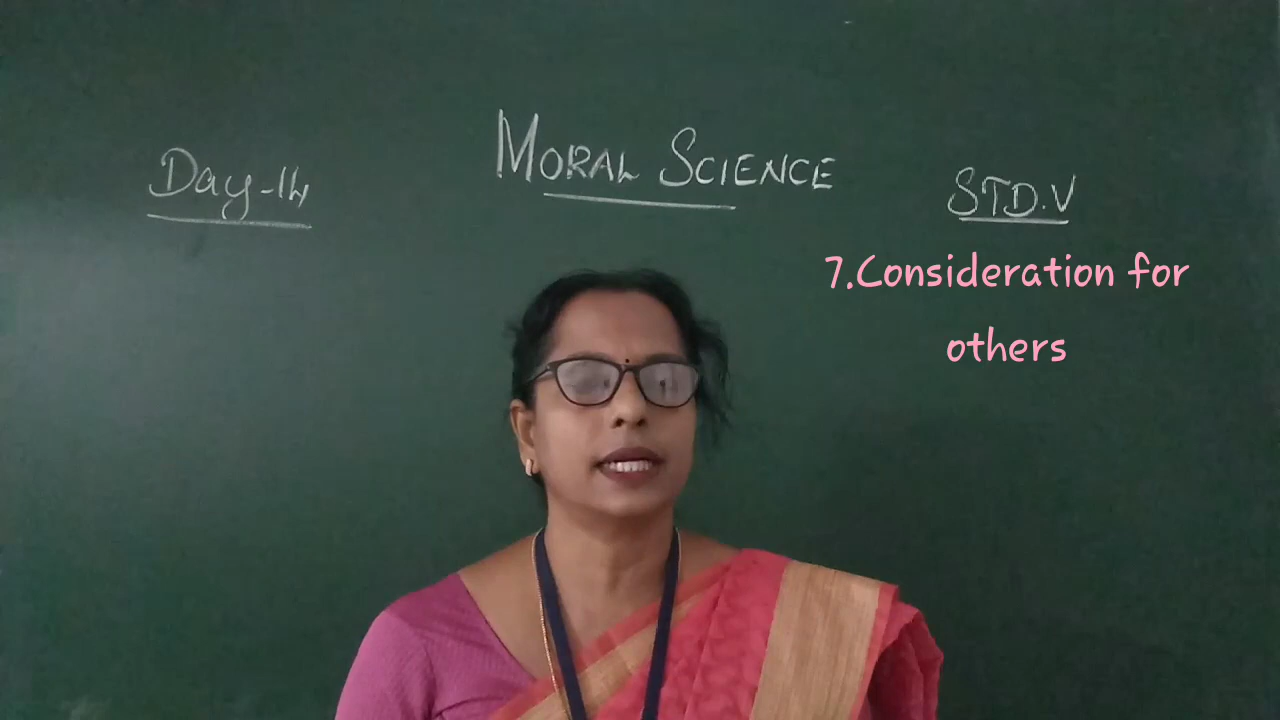 Day-14
MORAL SCIENCE
STD.V
7.Consideration for
others